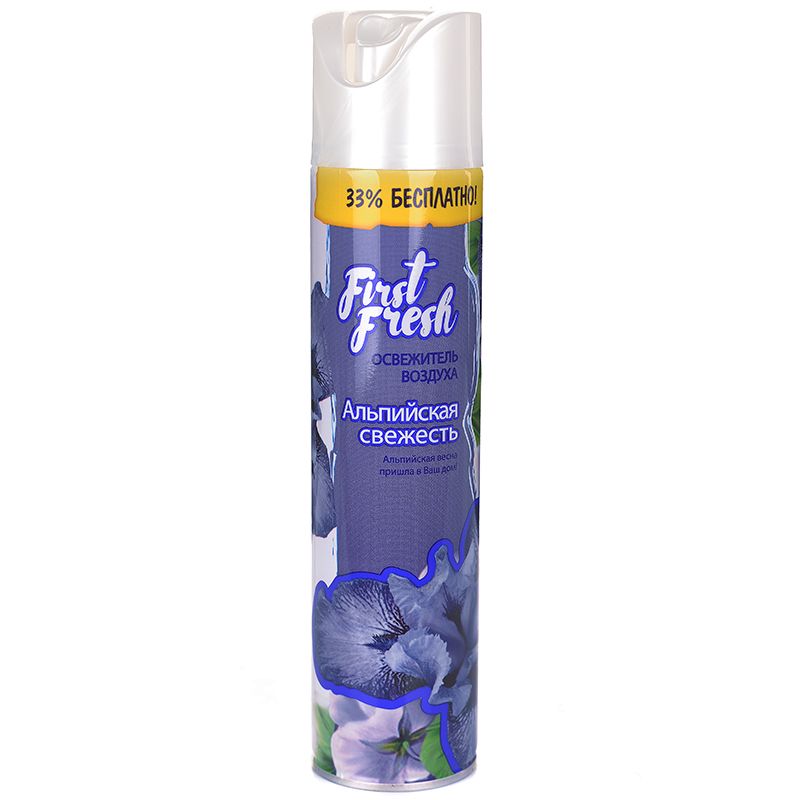 33% БЕСПЛАТНО!
First
Fresh
ОСВЕЖИТЕЛЬ
ВОЗДУХА
Альпийская
свежесть
Альпийская весна
пришла в Ваш дом!